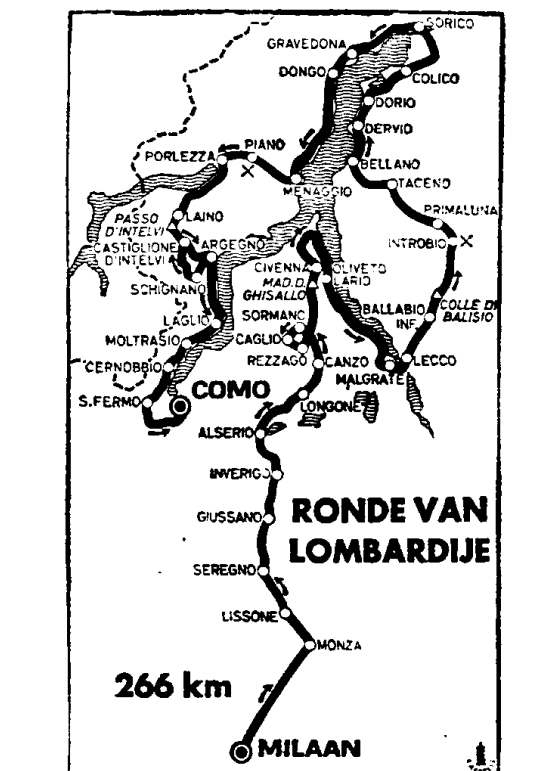 SORICO
GRAVEDONA
DONGO
COLICO
DORIO
DERVIO
PORLEZZA
PIANO
BELLANO
MENAGGIO
TACENO
LAINO
PRIMALUNA
PASSO
D'INTELVI
CASTIGLIONE
D'INTELVI
ARGEGNO
INTROBIO
CIVENNA
OLIVETO
LARIO
MAD.D.
GHISALLO
SCHIGNANO
BALLABIO
INF.
COLLE DI
BALISIO
LAGLIO
SORMANO
MOLTRASIO
CAGLIO
REZZAGO
CANZO
LECCO
CERNOBBIO
MALGRATE
COMO
S.FERMO
LONGONE
ALSERIO
INVERIGO
RONDE VAN
LOMBARDIJE
GIUSSANO
SEREGNO
LISSONE
MONZA
266 km
MILAAN